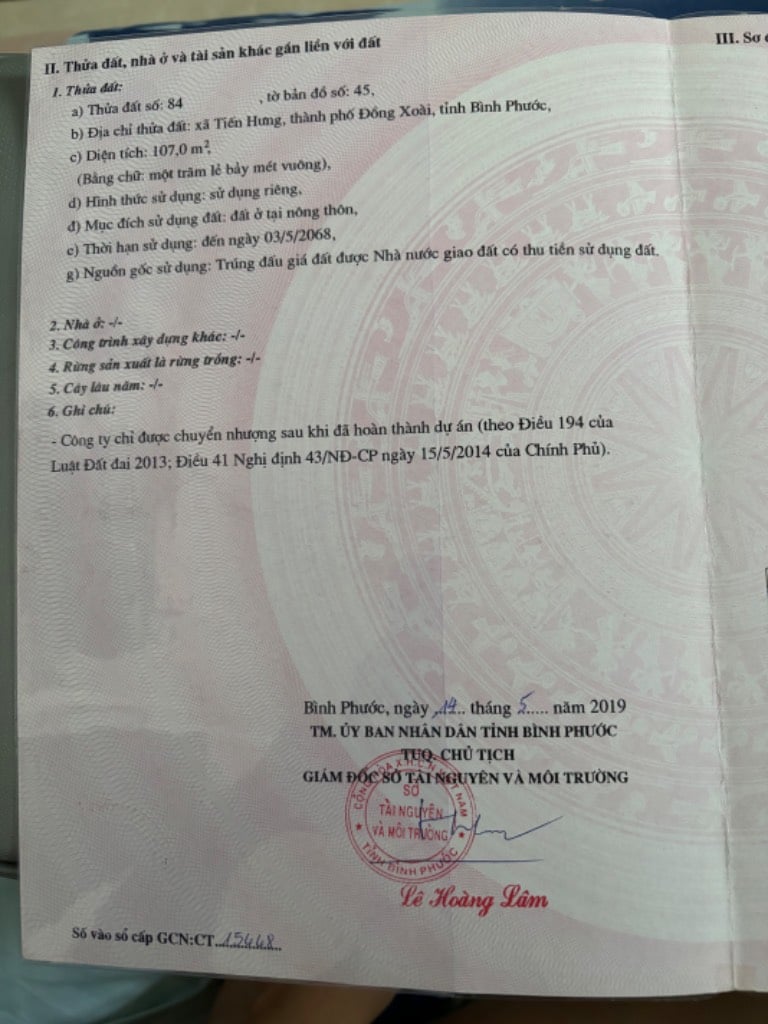 II. Thửa đất, nhà ở và tài sản khác gắn liền với đất
1. Thửa đất:
a) Thửa đất số: 84 , tờ bản đồ số: 45,
b) Địa chỉ thửa đất: xã Tiến Hưng, thành phố Đồng Xoài, tỉnh Bình Phước,
c) Diện tích: 107,0 m²,
(Bằng chữ: một trăm lẻ bảy mét vuông),
d) Hình thức sử dụng: sử dụng riêng,
đ) Mục đích sử dụng đất: đất ở tại nông thôn,
e) Thời hạn sử dụng: đến ngày 03/5/2068,
g) Nguồn gốc sử dụng: Trúng đấu giá đất được Nhà nước giao đất có thu tiền sử dụng đất.
2. Nhà ở: -/-
3. Công trình xây dựng khác: -/-
4. Rừng sản xuất là rừng trồng: -/-
5. Cây lâu năm: -/-
6. Ghi chú:
- Công ty chỉ được chuyển nhượng sau khi đã hoàn thành dự án (theo Điều 194 của
Luật Đất đai 2013; Điều 41 Nghị định 43/NĐ-CP ngày 15/5/2014 của Chính Phủ).
Bình Phước, ngày 14.. tháng 5..... năm 2019
TM. ỦY BAN NHÂN DÂN TỈNH BÌNH PHƯỚC
TUQ. CHỦ TỊCH
GIÁM ĐỐC SỞ TÀI NGUYÊN VÀ MÔI TRƯỜNG
CỘNG HÒA X.H.C.N VIỆT NAM
SỞ
TÀI NGUYÊN
VÀ MÔI TRƯỜNG
TỈNH BÌNH PHƯỚC
Lê Hoàng Lâm
Số vào sổ cấp GCN:CT..15448..
III. Sơ